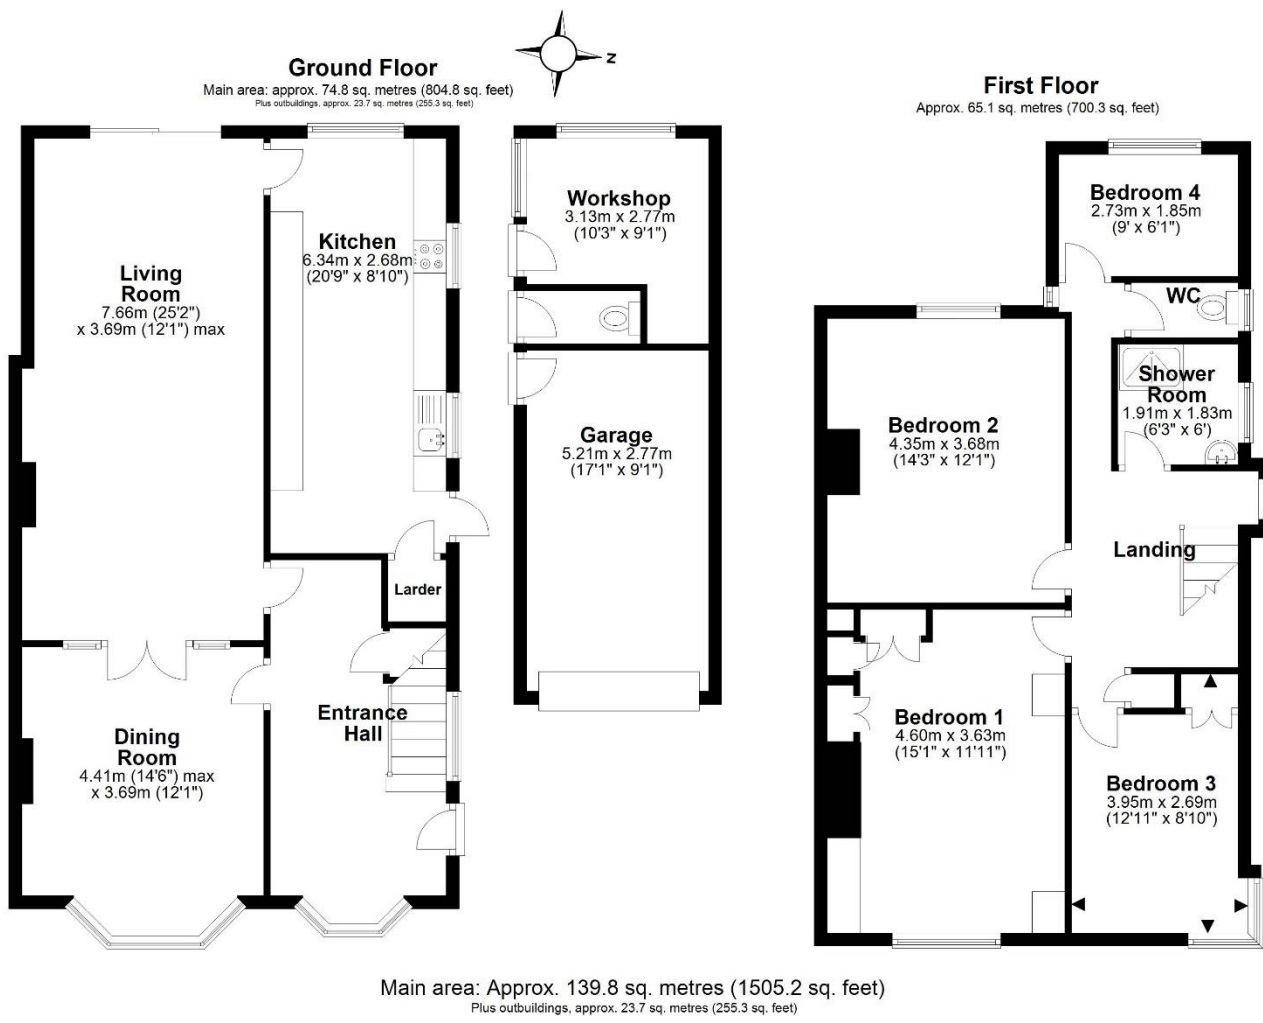 Ground Floor
Main area: approx. 74.8 sq. metres (804.8 sq. feet)
Plus outbuildings, approx. 23.7 sq. metres (255.3 sq. feet)
N
First Floor
Approx. 65.1 sq. metres (700.3 sq. feet)
Living
Room
7.66m (25'2")
x 3.69m (12'1") max
Kitchen
6.34m x 2.68m
(20'9" x 8'10")
Larder
Entrance
Hall
Dining
Room
4.41m (14'6") max
x 3.69m (12'1")
Workshop
3.13m x 2.77m
(10'3" x 9'1")
Garage
5.21m x 2.77m
(17'1" x 9'1")
Bedroom 4
2.73m x 1.85m
(9' x 6'1")
WC
Shower
Room
1.91m x 1.83m
(6'3" x 6')
Bedroom 2
4.35m x 3.68m
(14'3" x 12'1")
Landing
Bedroom 1
4.60m x 3.63m
(15'1" x 11'11")
Bedroom 3
3.95m x 2.69m
(12'11" x 8'10")
Main area: Approx. 139.8 sq. metres (1505.2 sq. feet)
Plus outbuildings, approx. 23.7 sq. metres (255.3 sq. feet)